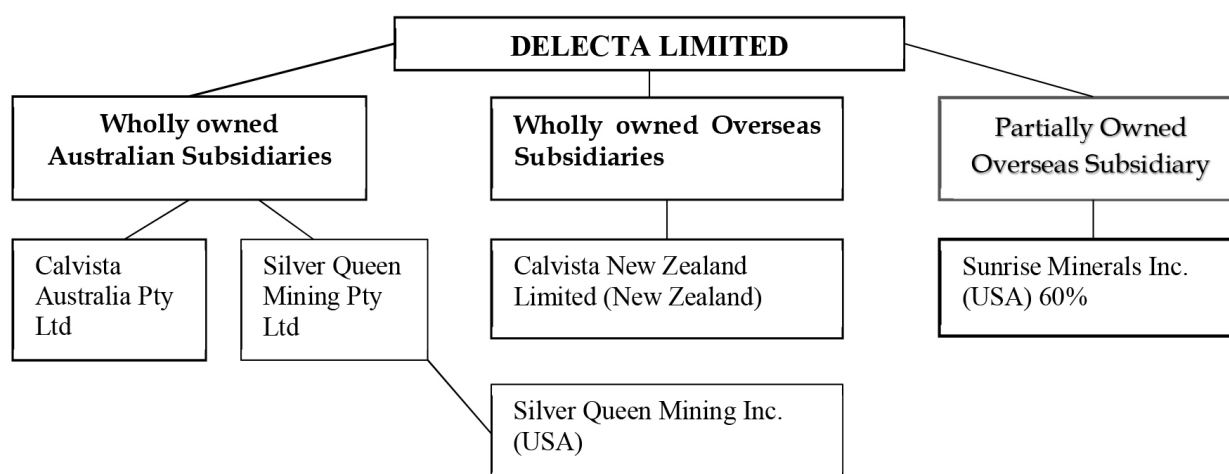 DELECTA LIMITED
Wholly owned
Australian Subsidiaries
Wholly owned Overseas
Subsidiaries
Partially Owned
Overseas Subsidiary
Calvista
Australia Pty
Ltd
Silver Queen
Mining Pty
Ltd
Calvista New Zealand
Limited (New Zealand)
Sunrise Minerals Inc.
(USA) 60%
Silver Queen Mining Inc.
(USA)